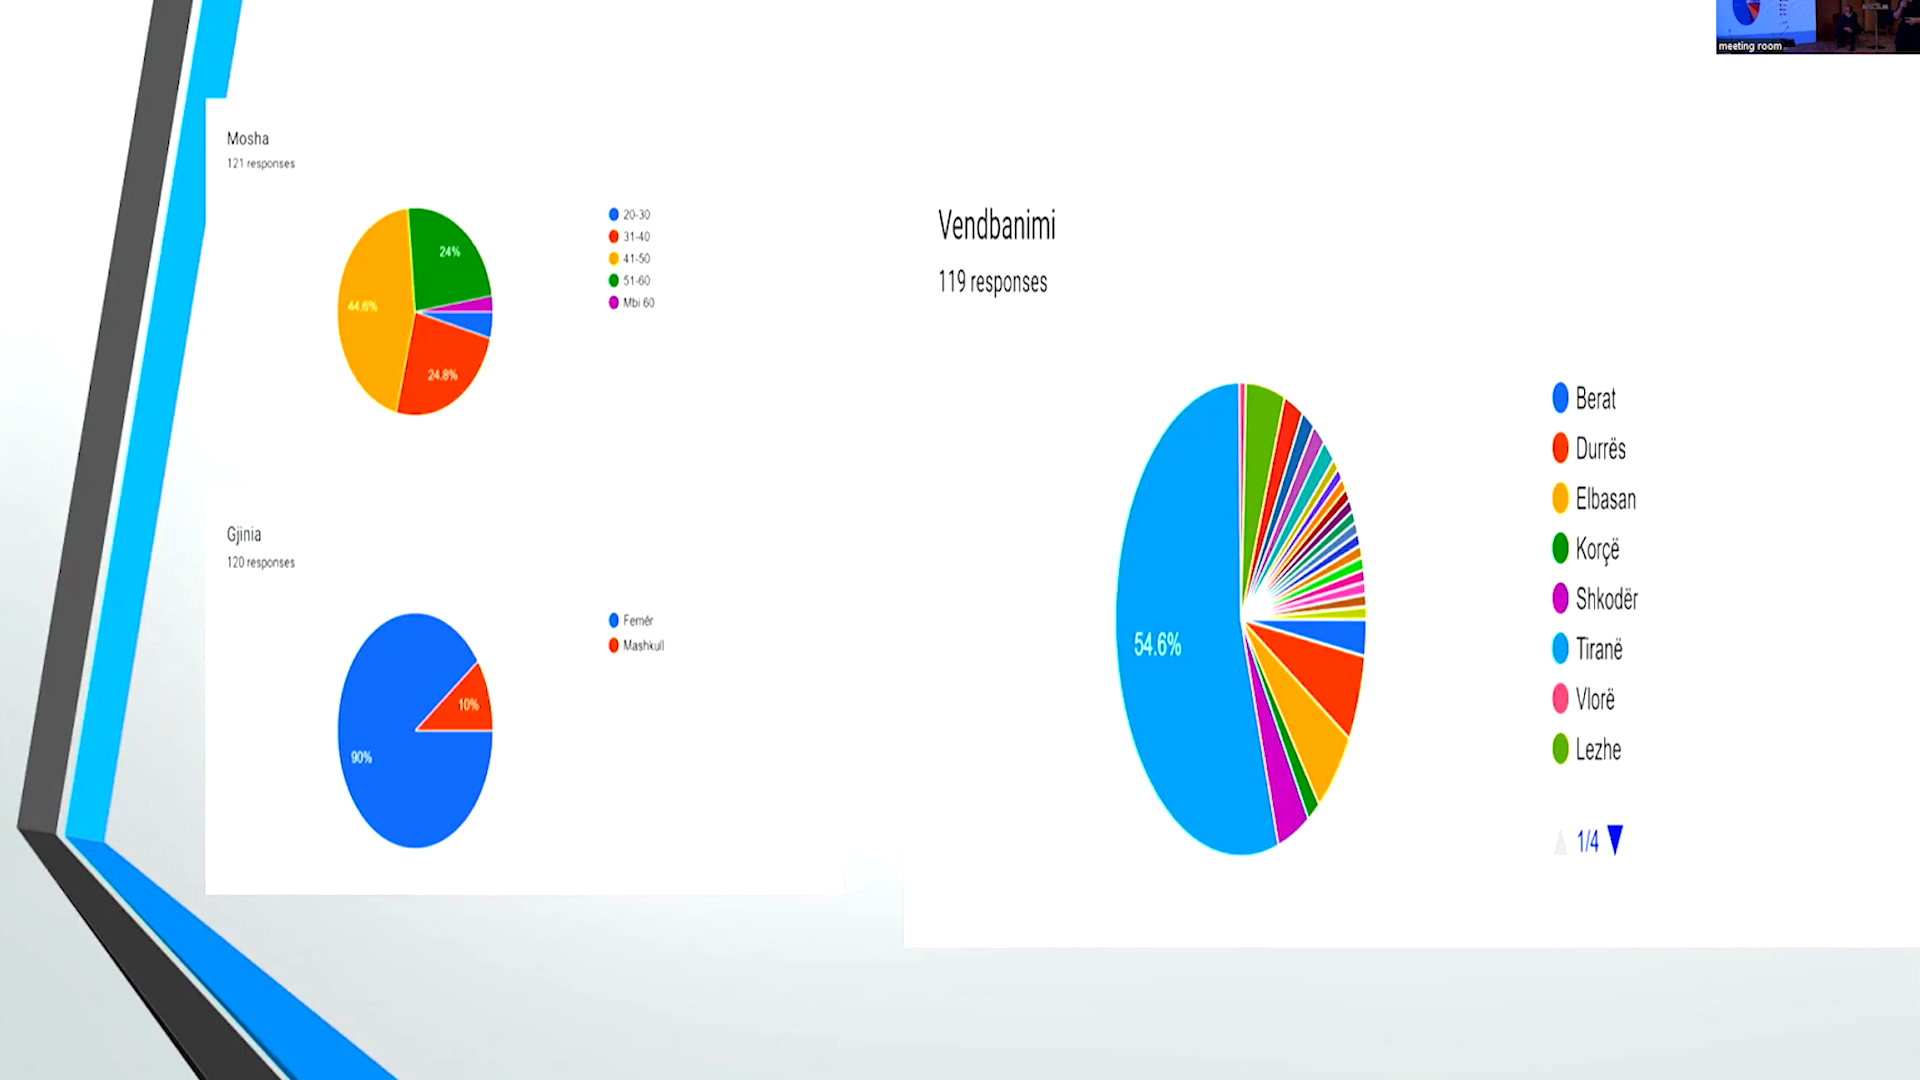 meeting room
Mosha
121 responses
24%
44.6%
24.8%
20-30
31-40
41-50
51-60
Mbi 60
Gjinia
120 responses
10%
90%
Femër
Mashkull
Vendbanimi
119 responses
54.6%
Berat
Durrës
Elbasan
Korçë
Shkodër
Tiranë
Vlorë
Lezhe
1/4